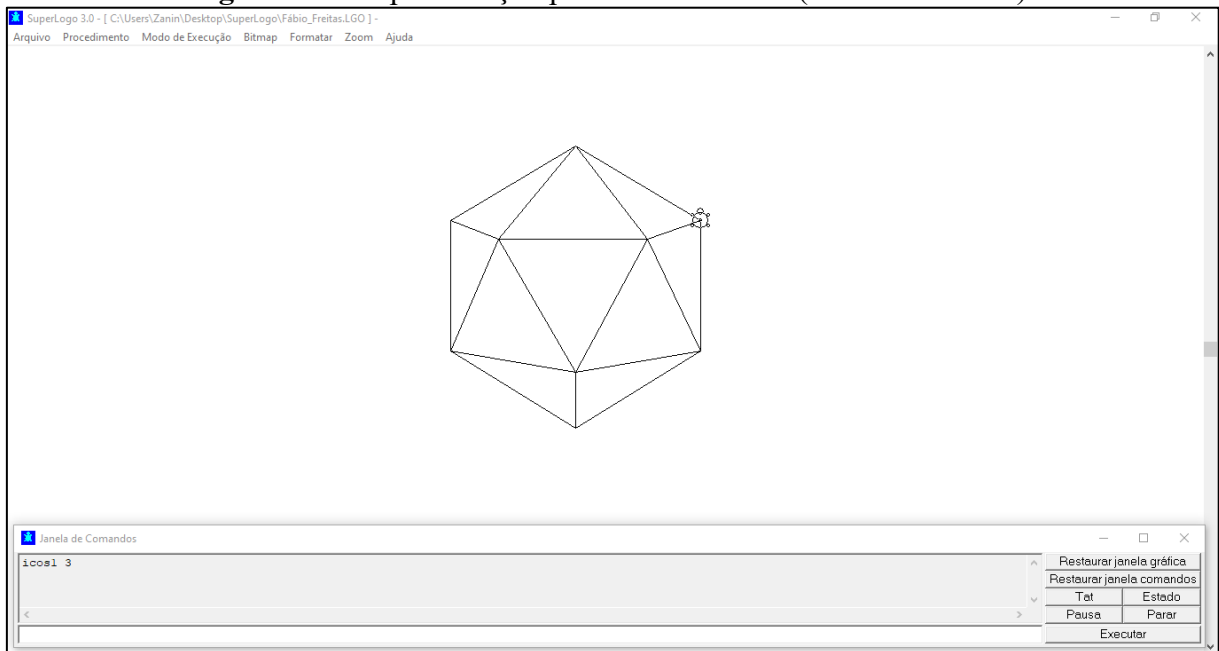 SuperLogo 3.0 - [ C:\Users\Zanin\Desktop\SuperLogo\Fábio_Freitas.LGO ] -
Arquivo Procedimento Modo de Execução Bitmap Formatar Zoom Ajuda
Janela de Comandos
icosl 3
Restaurar janela gráfica
Restaurar janela comandos
Tat Estado
Pausa Parar
Executar